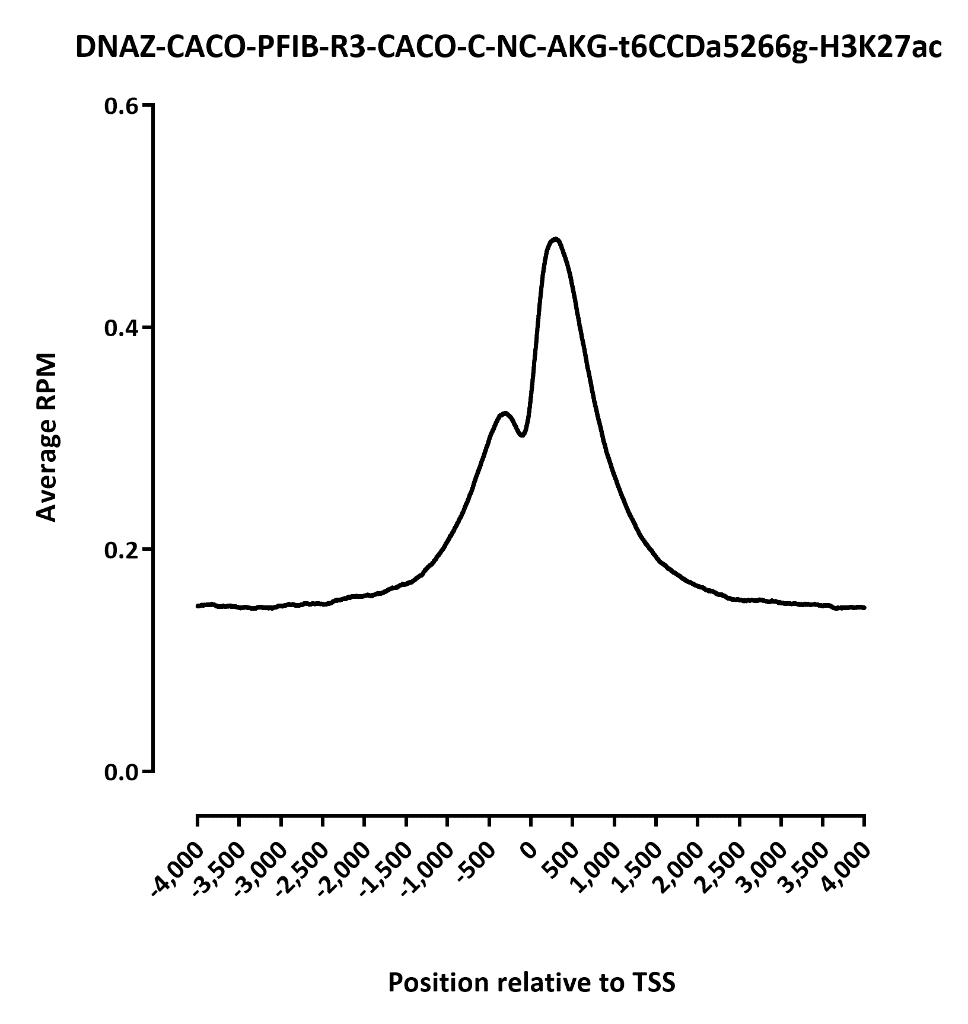 DNAZ-CACO-PFIB-R3-CACO-C-NC-AKG-t6CCDa5266g-H3K27ac
0.6
0.4
0.2
0.0
Average RPM
-4,000 -3,500 -3,000 -2,500 -2,000 -1,500 -1,000 -500 0 500 1,000 1,500 2,000 2,500 3,000 3,500 4,000
Position relative to TSS